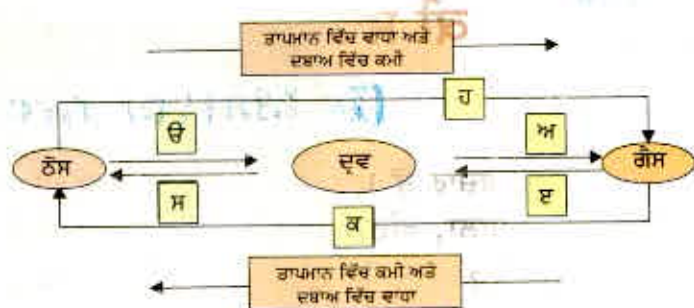 ਤਾਪਮਾਨ ਵਿੱਚ ਵਾਧਾ ਅਤੇ
ਦਬਾਅ ਵਿੱਚ ਕਮੀ
ਹ
ੳ
ਅ
ਠੋਸ
ਦ੍ਰਵ
ਗੈਸ
ਸ
ੲ
ਕ
ਤਾਪਮਾਨ ਵਿੱਚ ਕਮੀ ਅਤੇ
ਦਬਾਅ ਵਿੱਚ ਵਾਧਾ